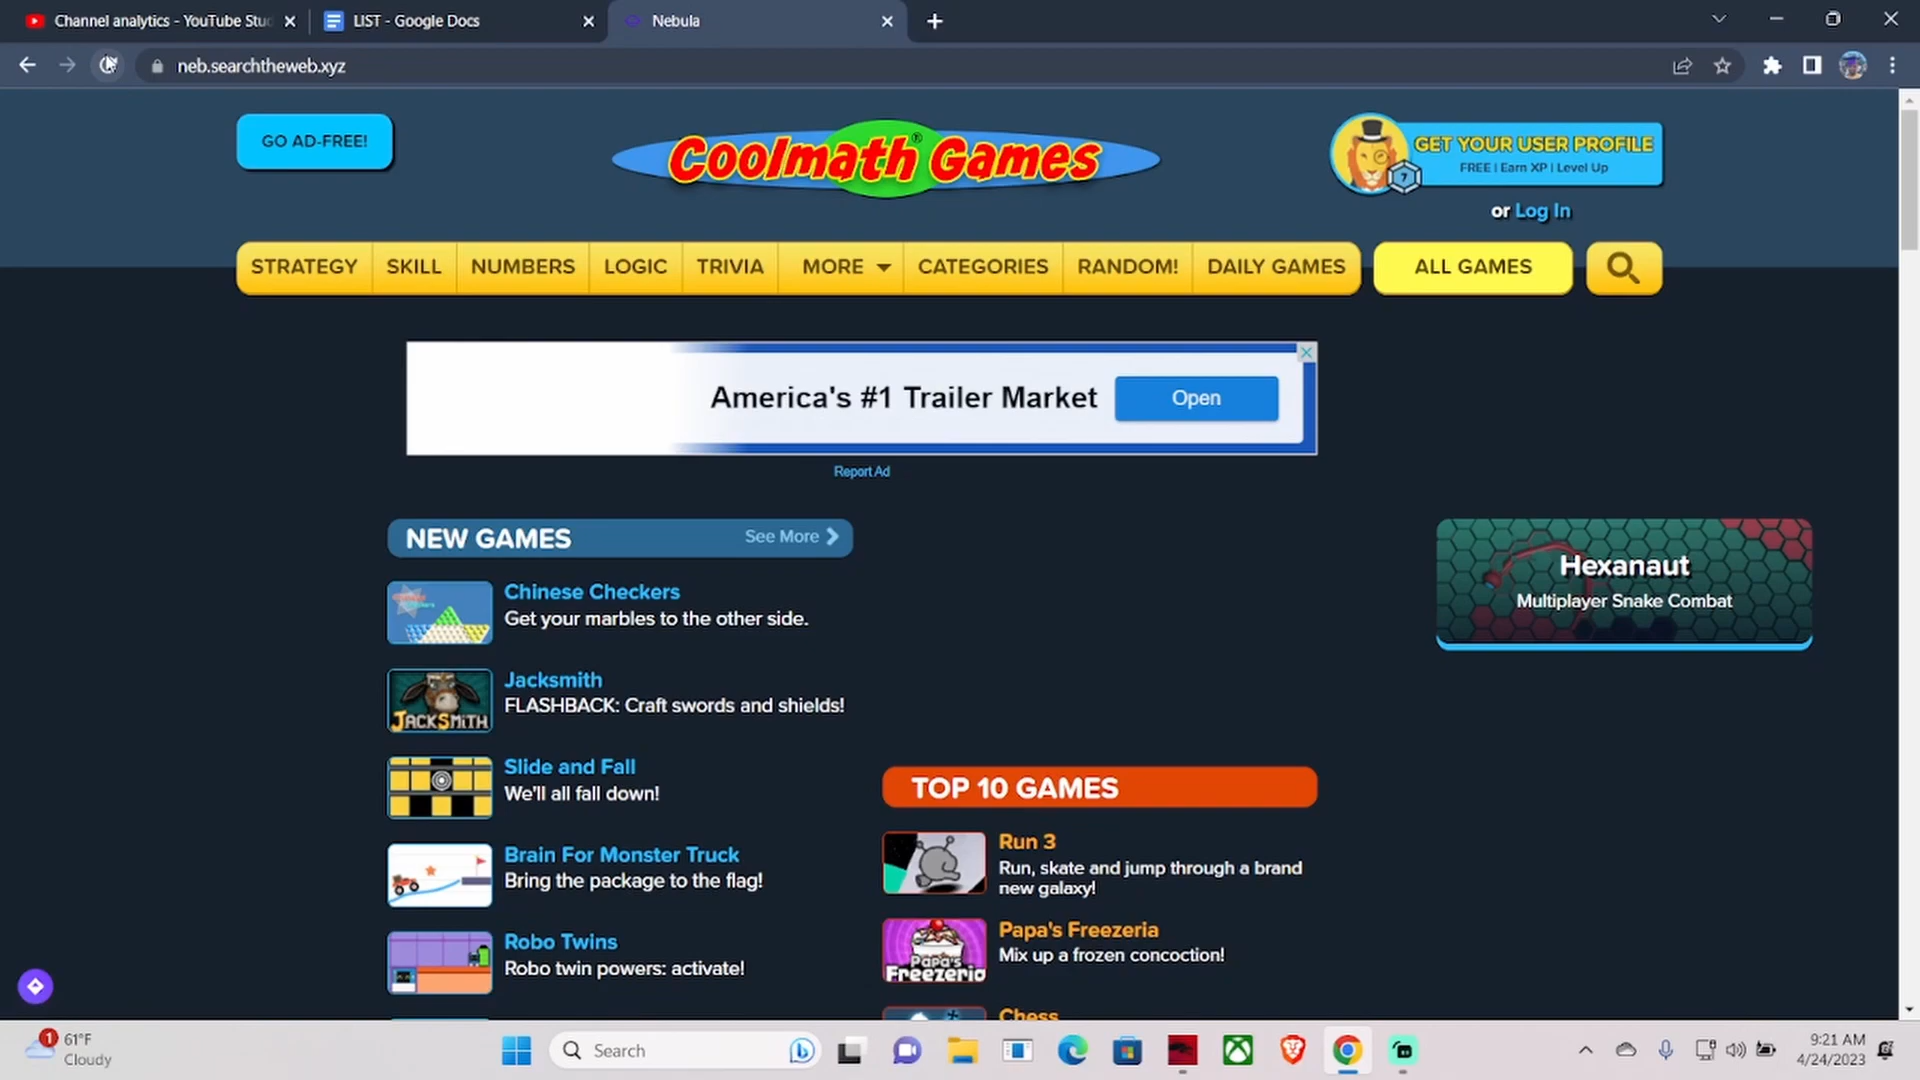 Channel analytics - YouTube Stud
LIST - Google Docs
Nebula
neb.searchtheweb.xyz
GO AD-FREE!
Coolmath Games
®
GET YOUR USER PROFILE
FREE | Earn XP | Level Up
7
or Log In
STRATEGY
SKILL
NUMBERS
LOGIC
TRIVIA
MORE
CATEGORIES
RANDOM!
DAILY GAMES
ALL GAMES
America's #1 Trailer Market
Open
Report Ad
NEW GAMES
See More
Hexanaut
Multiplayer Snake Combat
Chinese Checkers
Get your marbles to the other side.
JACKSMITH
Jacksmith
FLASHBACK: Craft swords and shields!
Slide and Fall
We'll all fall down!
Brain For Monster Truck
Bring the package to the flag!
Robo Twins
Robo twin powers: activate!
TOP 10 GAMES
Run 3
Run, skate and jump through a brand
new galaxy!
PAPA'S
FREEZERIA
Papa's Freezeria
Mix up a frozen concoction!
Chess
1
61°F
Cloudy
Search
9:21 AM
4/24/2023